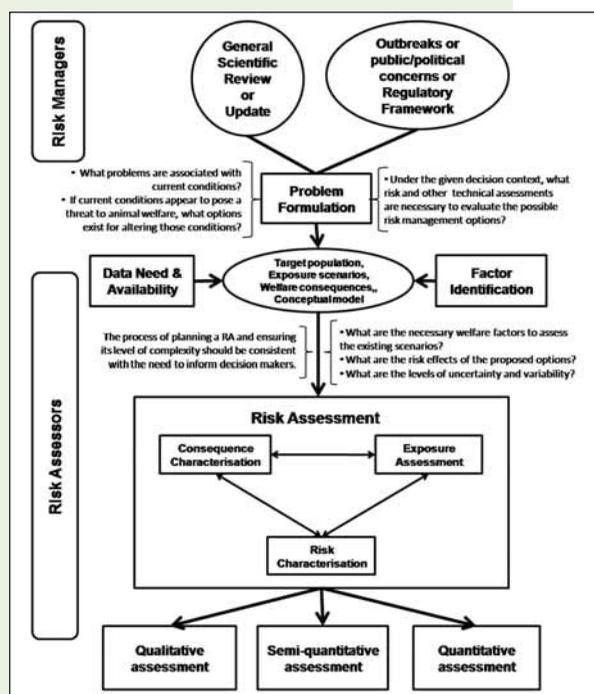 Risk Managers
General
Scientific
Review
or
Update
Outbreaks or
public/political
concerns or
Regulatory
Framework
• What problems are associated with
current conditions?
• If current conditions appear to pose a
threat to animal welfare, what options
exist for altering those conditions?
Problem
Formulation
• Under the given decision context, what
risk and other technical assessments
are necessary to evaluate the possible
risk management options?
Risk Assessors
Data Need &
Availability
Target population,
Exposure scenarios,
Welfare consequences,,
Conceptual model
Factor
Identification
The process of planning a RA and ensuring
its level of complexity should be consistent
with the need to inform decision makers.
• What are the necessary welfare factors to assess
the existing scenarios?
• What are the risk effects of the proposed options?
• What are the levels of uncertainty and variability?
Risk Assessment
Consequence
Characterisation
Exposure
Assessment
Risk
Characterisation
Qualitative
assessment
Semi-quantitative
assessment
Quantitative
assessment